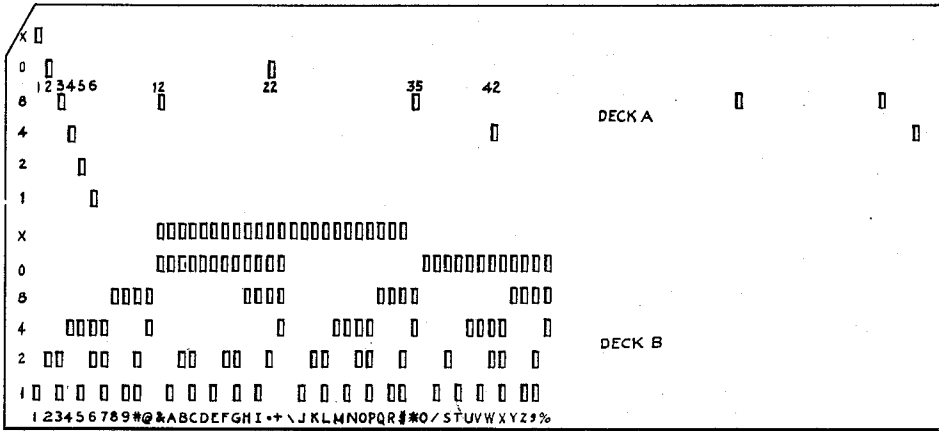 X
0
1 2 3 4 5 6 12 22 35 42
8
DECK A
4
2
1
X
0
8
4
DECK B
2
1
1 2 3 4 5 6 7 8 9 # @ & A B C D E F G H I • + \ J K L M N O P Q R $ * 0 / S T U V W X Y Z , %